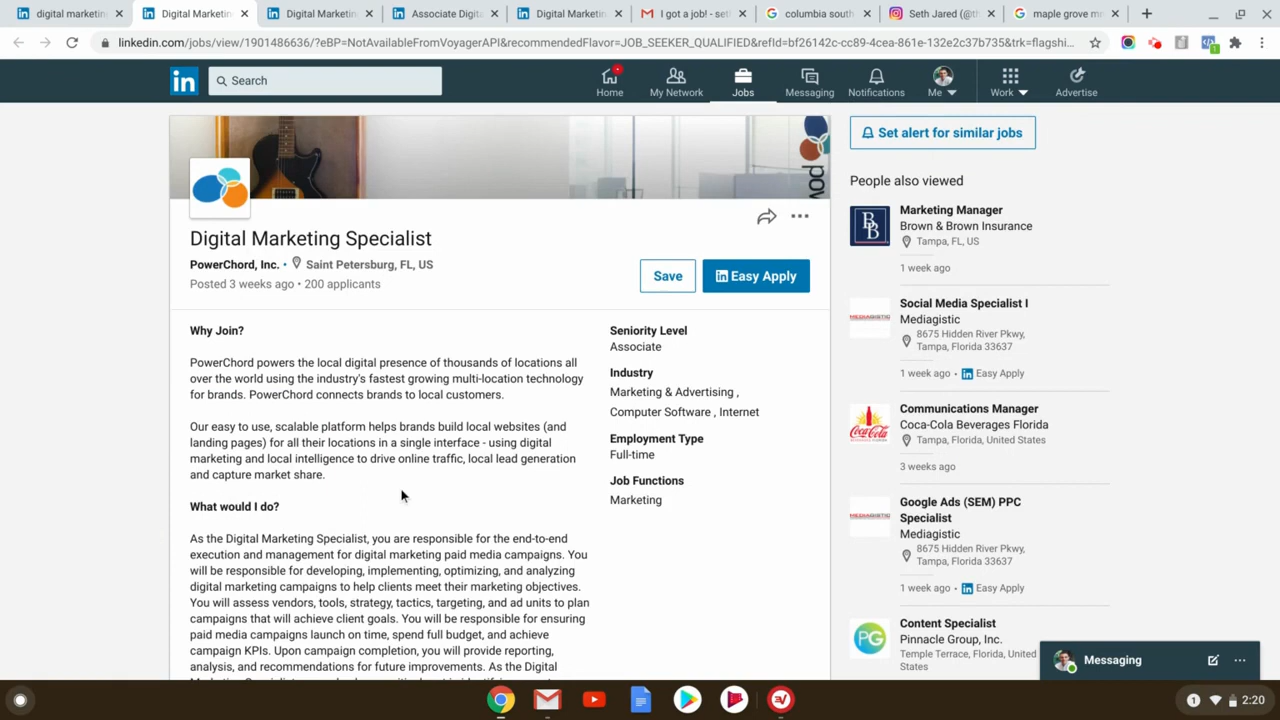 digital marketin
Digital Marketin
Digital Marketin
Associate Digita
Digital Marketin
I got a job! - set
columbia south
Seth Jared (@th
maple grove mn
linkedin.com/jobs/view/1901486636/?eBP=NotAvailableFromVoyagerAPI&recommendedFlavor=JOB_SEEKER_QUALIFIED&refId=bf26142c-cc89-4cea-861e-132e2c37b735&trk=flagshi...
1
in
Search
Home
My Network
Jobs
Messaging
Notifications
Me
Work
Advertise
pow
Digital Marketing Specialist
PowerChord, Inc. • Saint Petersburg, FL, US
Posted 3 weeks ago • 200 applicants
Save
in Easy Apply
Why Join?
PowerChord powers the local digital presence of thousands of locations all
over the world using the industry's fastest growing multi-location technology
for brands. PowerChord connects brands to local customers.
Our easy to use, scalable platform helps brands build local websites (and
landing pages) for all their locations in a single interface - using digital
marketing and local intelligence to drive online traffic, local lead generation
and capture market share.
What would I do?
As the Digital Marketing Specialist, you are responsible for the end-to-end
execution and management for digital marketing paid media campaigns. You
will be responsible for developing, implementing, optimizing, and analyzing
digital marketing campaigns to help clients meet their marketing objectives.
You will assess vendors, tools, strategy, tactics, targeting, and ad units to plan
campaigns that will achieve client goals. You will be responsible for ensuring
paid media campaigns launch on time, spend full budget, and achieve
campaign KPIs. Upon campaign completion, you will provide reporting,
analysis, and recommendations for future improvements. As the Digital
Seniority Level
Associate
Industry
Marketing & Advertising ,
Computer Software , Internet
Employment Type
Full-time
Job Functions
Marketing
Set alert for similar jobs
People also viewed
BB
Marketing Manager
Brown & Brown Insurance
Tampa, FL, US
1 week ago
MEDIAGISTIC
Social Media Specialist I
Mediagistic
8675 Hidden River Pkwy,
Tampa, Florida 33637
1 week ago • in Easy Apply
Coca-Cola
Communications Manager
Coca-Cola Beverages Florida
Tampa, Florida, United States
3 weeks ago
MEDIAGISTIC
Google Ads (SEM) PPC
Specialist
Mediagistic
8675 Hidden River Pkwy,
Tampa, Florida 33637
1 week ago • in Easy Apply
PG
Content Specialist
Pinnacle Group, Inc.
Temple Terrace, Florida, United
States
Messaging
1
2:20